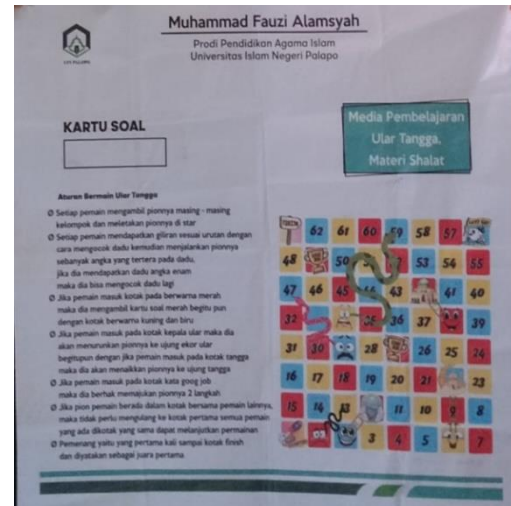 Muhammad Fauzi Alamsyah
Prodi Pendidikan Agama Islam
Universitas Islam Negeri Palopo
KARTU SOAL
Media Pembelajaran
Ular Tangga,
Materi Shalat
Aturan Bermain Ular Tangga
Setiap pemain mengambil pionnya masing - masing
kelompok dan meletakan pionnya di star
Setiap pemain mendapatkan giliran sesuai urutan dengan
cara mengocok dadu kemudian menjalankan pionnya
sebanyak angka yang tertera pada dadu,
jika dia mendapatkan dadu angka enam
maka dia bisa mengocok dadu lagi
Jika pemain masuk kotak pada berwarna merah
maka dia mengambil kartu soal merah begitu pun
dengan kotak berwarna kuning dan biru
Jika pemain masuk pada kotak kepala ular maka dia
akan menurunkan pionnya ke ujung ekor ular
begitupun dengan jika pemain masuk pada kotak tangga
maka dia akan menaikkan pionnya ke ujung tangga
Jika pemain masuk pada kotak kata goog job
maka dia berhak memajukan pionnya 2 langkah
Jika pion pemain berada dalam kotak bersama pemain lainnya,
maka tidak perlu mengulang ke kotak pertama semua pemain
yang ada dikotak yang sama dapat melanjutkan permainan
Pemenang yaitu yang pertama kali sampai kotak finish
dan diyatakan sebagai juara pertama.
62 61 60 59 58 57
48 50 53 54 55
47 46 45 43 41 40
32 36 37 39
31 30 28 26 25 24
16 17 18 19 20 21 23
15 14 13 11 10 9 8
3 4 5 7